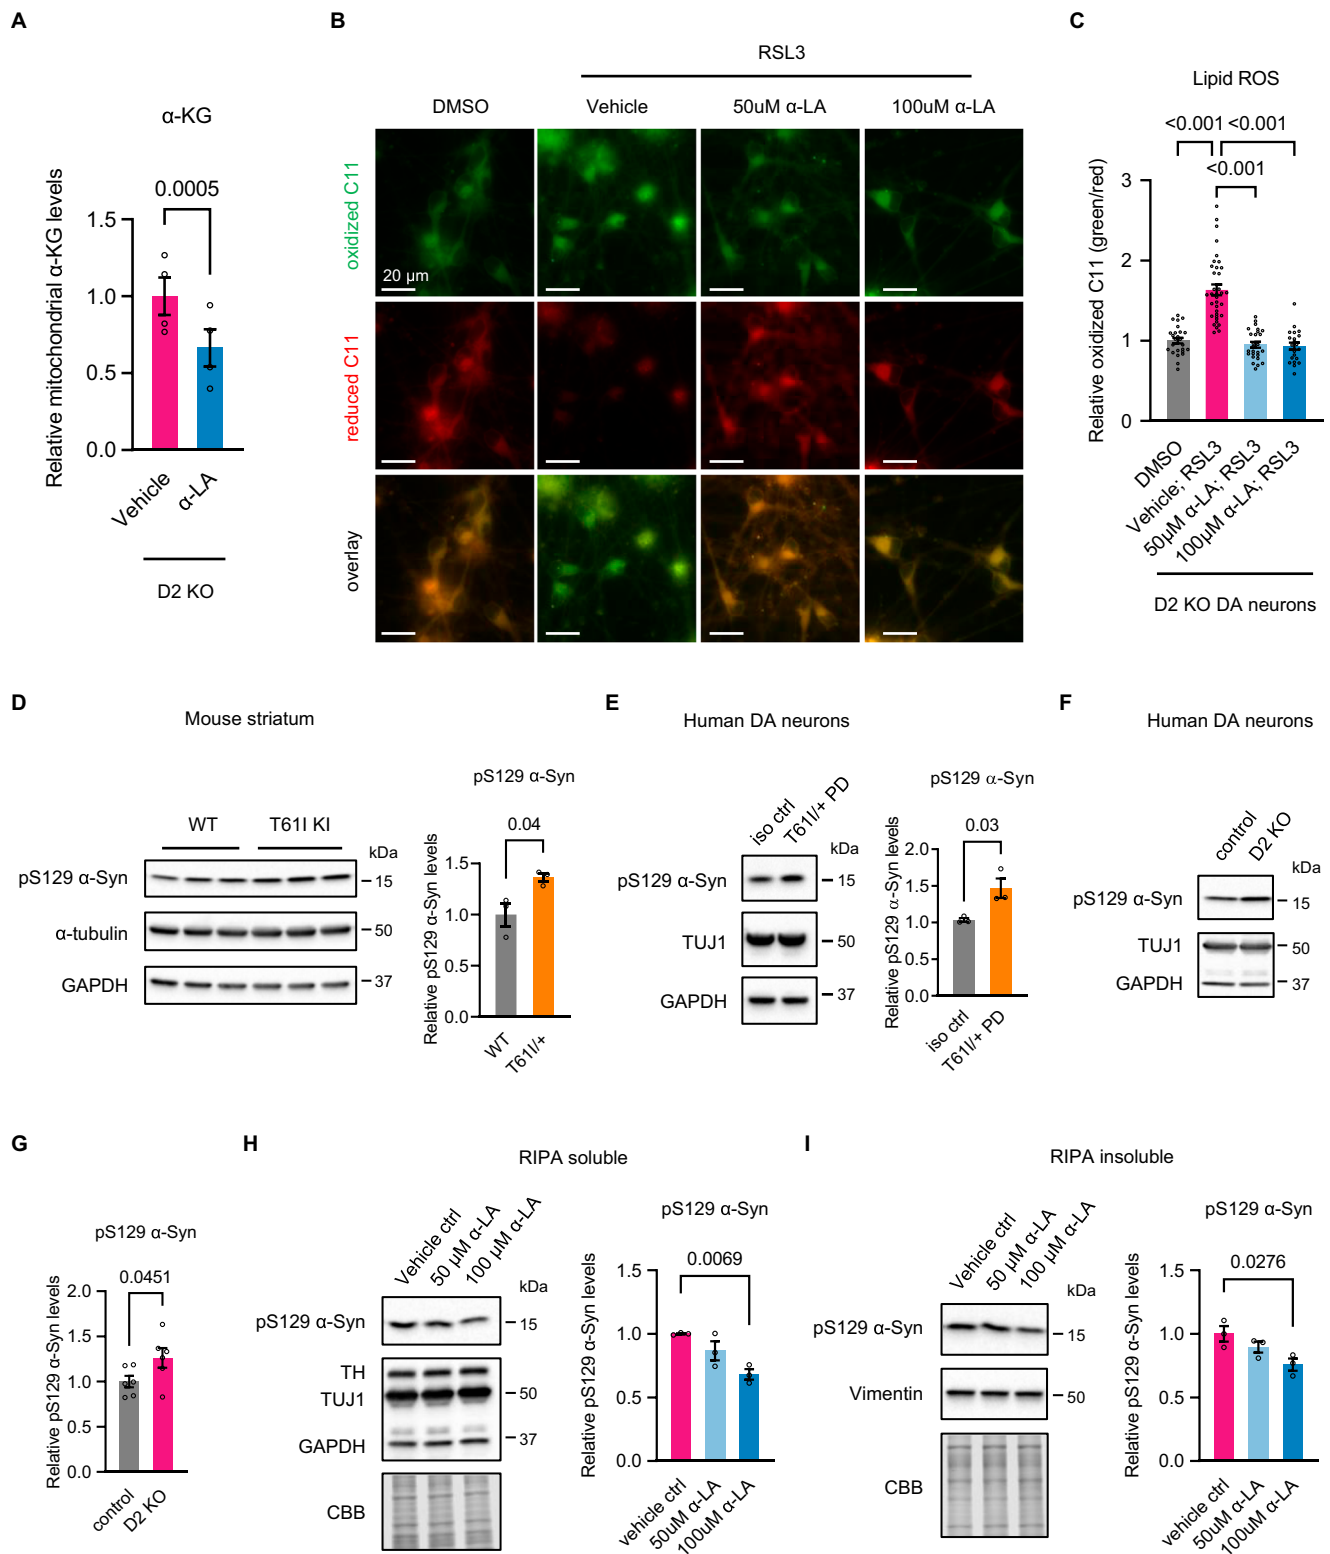 A
α-KG
0.0005
Relative mitochondrial α-KG levels
1.5
1.0
0.5
0.0
Vehicle
α-LA
D2 KO
B
RSL3
DMSO
Vehicle
50uM α-LA
100uM α-LA
oxidized C11
20 µm
reduced C11
overlay
C
Lipid ROS
<0.001
<0.001
<0.001
Relative oxidized C11 (green/red)
3
2
1
0
DMSO
Vehicle; RSL3
50µM α-LA; RSL3
100µM α-LA; RSL3
D2 KO DA neurons
D
Mouse striatum
WT
T61I KI
kDa
pS129 α-Syn
15
α-tubulin
50
GAPDH
37
pS129 α-Syn
0.04
Relative pS129 α-Syn levels
1.5
1.0
0.5
0.0
WT
T61I/+
E
Human DA neurons
iso ctrl
T61I/+ PD
kDa
pS129 α-Syn
15
TUJ1
50
GAPDH
37
pS129 α-Syn
0.03
Relative pS129 α-Syn levels
2.0
1.5
1.0
0.5
0.0
iso ctrl
T61I/+ PD
F
Human DA neurons
control
D2 KO
kDa
pS129 α-Syn
15
TUJ1
50
GAPDH
37
G
pS129 α-Syn
0.0451
Relative pS129 α-Syn levels
2.0
1.5
1.0
0.5
0.0
control
D2 KO
H
RIPA soluble
Vehicle ctrl
50 µM α-LA
100 µM α-LA
kDa
pS129 α-Syn
15
TH
TUJ1
50
GAPDH
37
CBB
pS129 α-Syn
0.0069
Relative pS129 α-Syn levels
1.5
1.0
0.5
0.0
vehicle ctrl
50uM α-LA
100uM α-LA
I
RIPA insoluble
Vehicle ctrl
50 µM α-LA
100 µM α-LA
kDa
pS129 α-Syn
15
Vimentin
50
CBB
pS129 α-Syn
0.0276
Relative pS129 α-Syn levels
1.5
1.0
0.5
0.0
vehicle ctrl
50uM α-LA
100uM α-LA